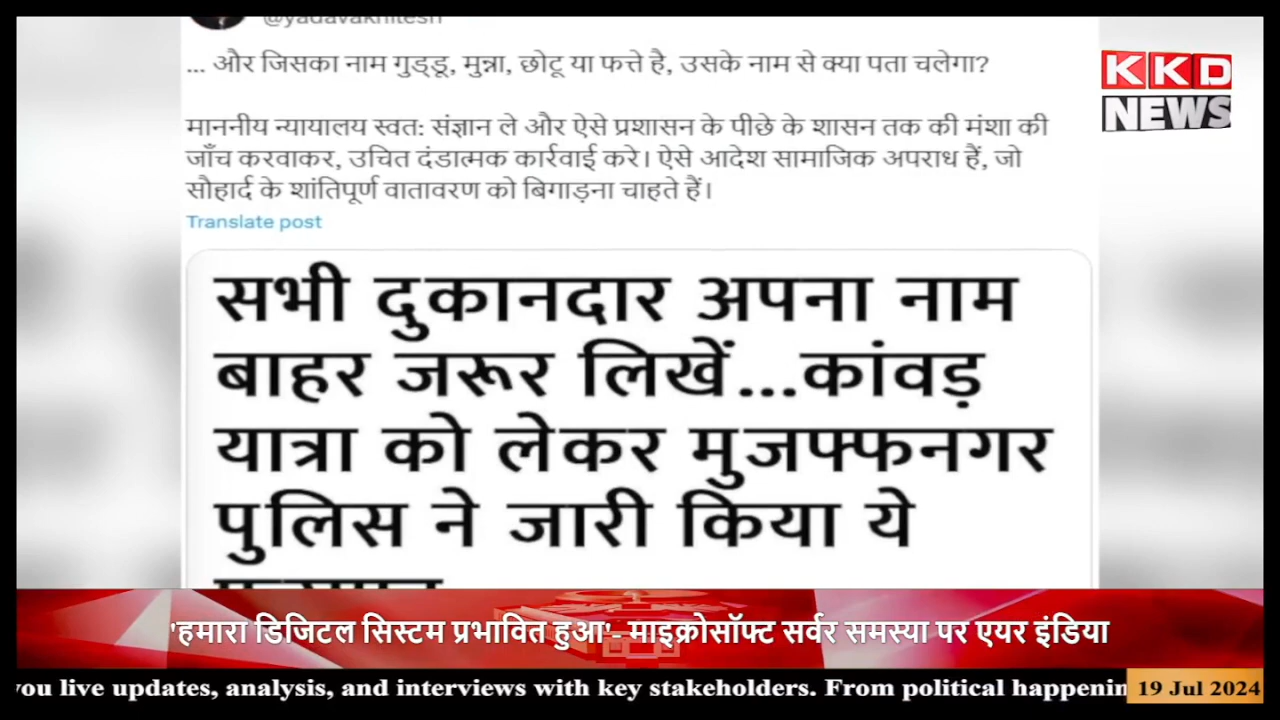 @yadavakhilesh
... और जिसका नाम गुड्डू, मुन्ना, छोटू या फत्ते है, उसके नाम से क्या पता चलेगा?
माननीय न्यायालय स्वत: संज्ञान ले और ऐसे प्रशासन के पीछे के शासन तक की मंशा की
जाँच करवाकर, उचित दंडात्मक कार्रवाई करे। ऐसे आदेश सामाजिक अपराध हैं, जो
सौहार्द के शांतिपूर्ण वातावरण को बिगाड़ना चाहते हैं।
Translate post
सभी दुकानदार अपना नाम
बाहर जरूर लिखें...कांवड़
यात्रा को लेकर मुजफ्फनगर
पुलिस ने जारी किया ये
KKD
NEWS
'हमारा डिजिटल सिस्टम प्रभावित हुआ'- माइक्रोसॉफ्ट सर्वर समस्या पर एयर इंडिया
you live updates, analysis, and interviews with key stakeholders. From political happenin
19 Jul 2024